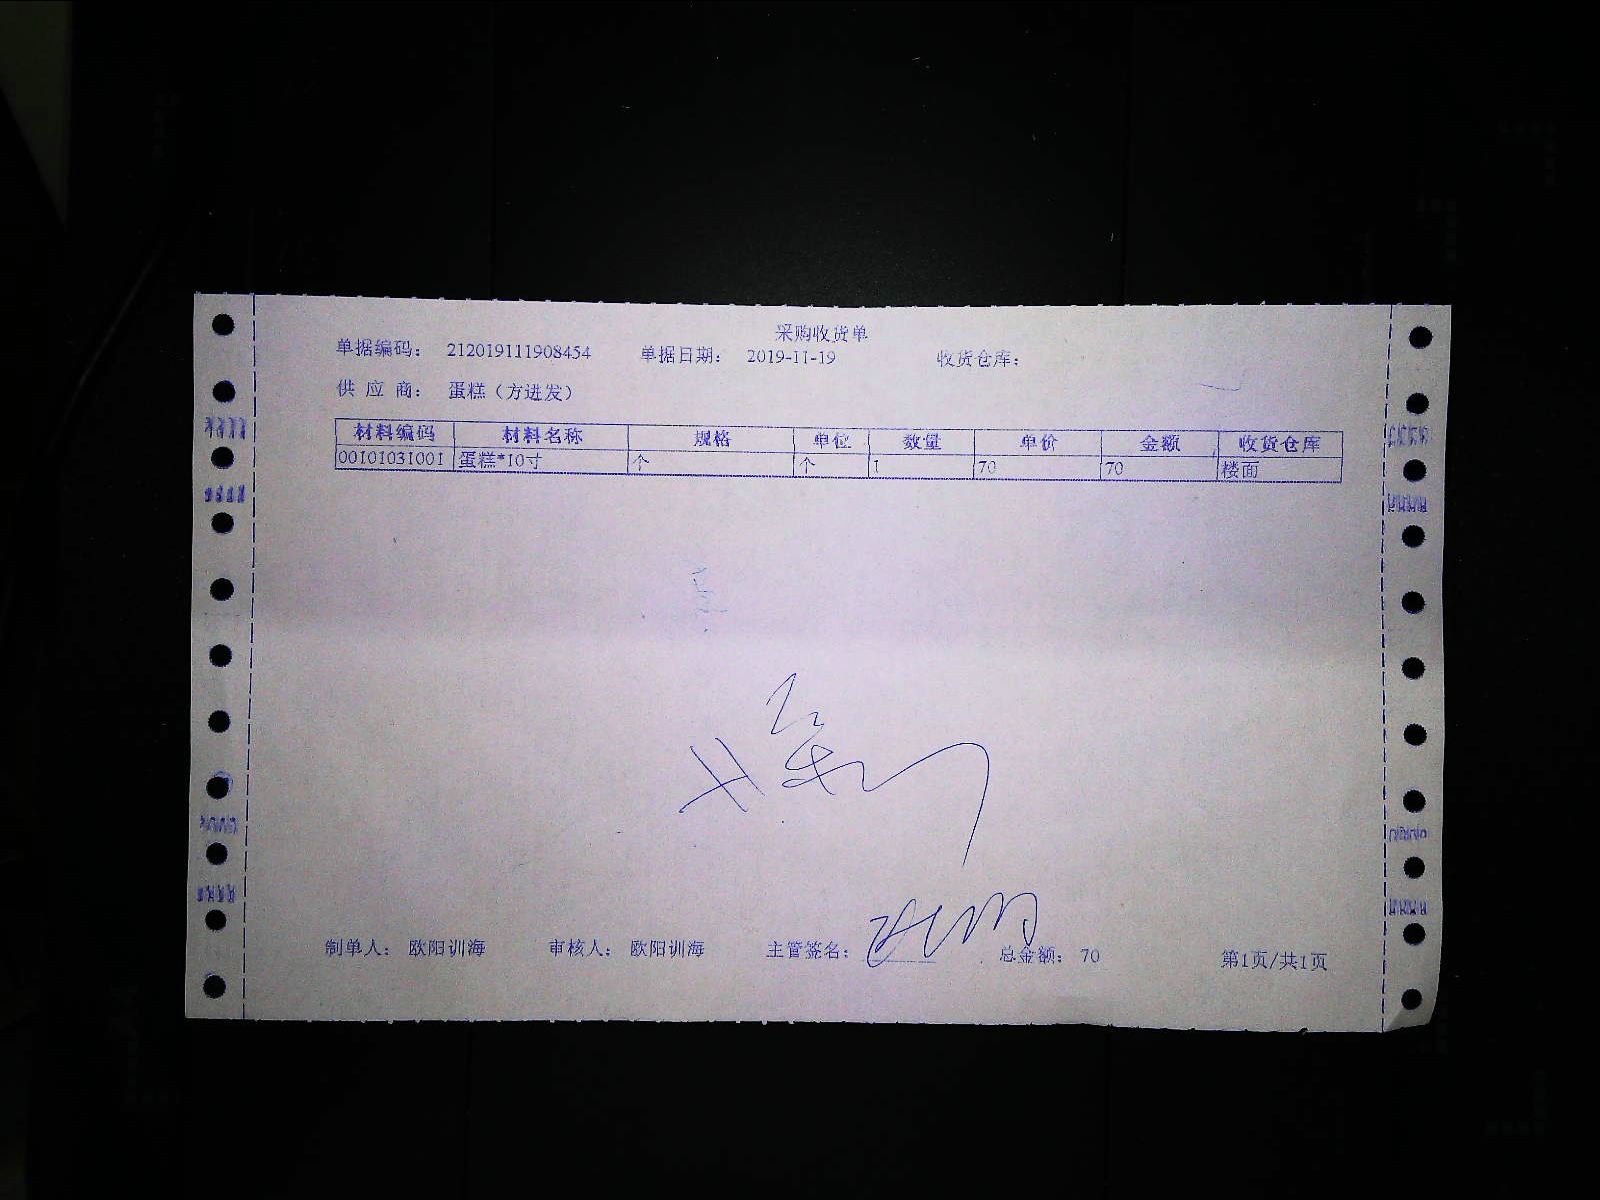 采购收货单
单据编码： 212019111908454 单据日期： 2019-11-19 收货仓库：
供 应 商： 蛋糕（方进发）
材料编码 材料名称 规格 单位 数量 单价 金额 收货仓库
00101031001 蛋糕*10寸 个 个 1 70 70 楼面
制单人： 欧阳训海 审核人： 欧阳训海 主管签名： 总金额： 70 第1页/共1页